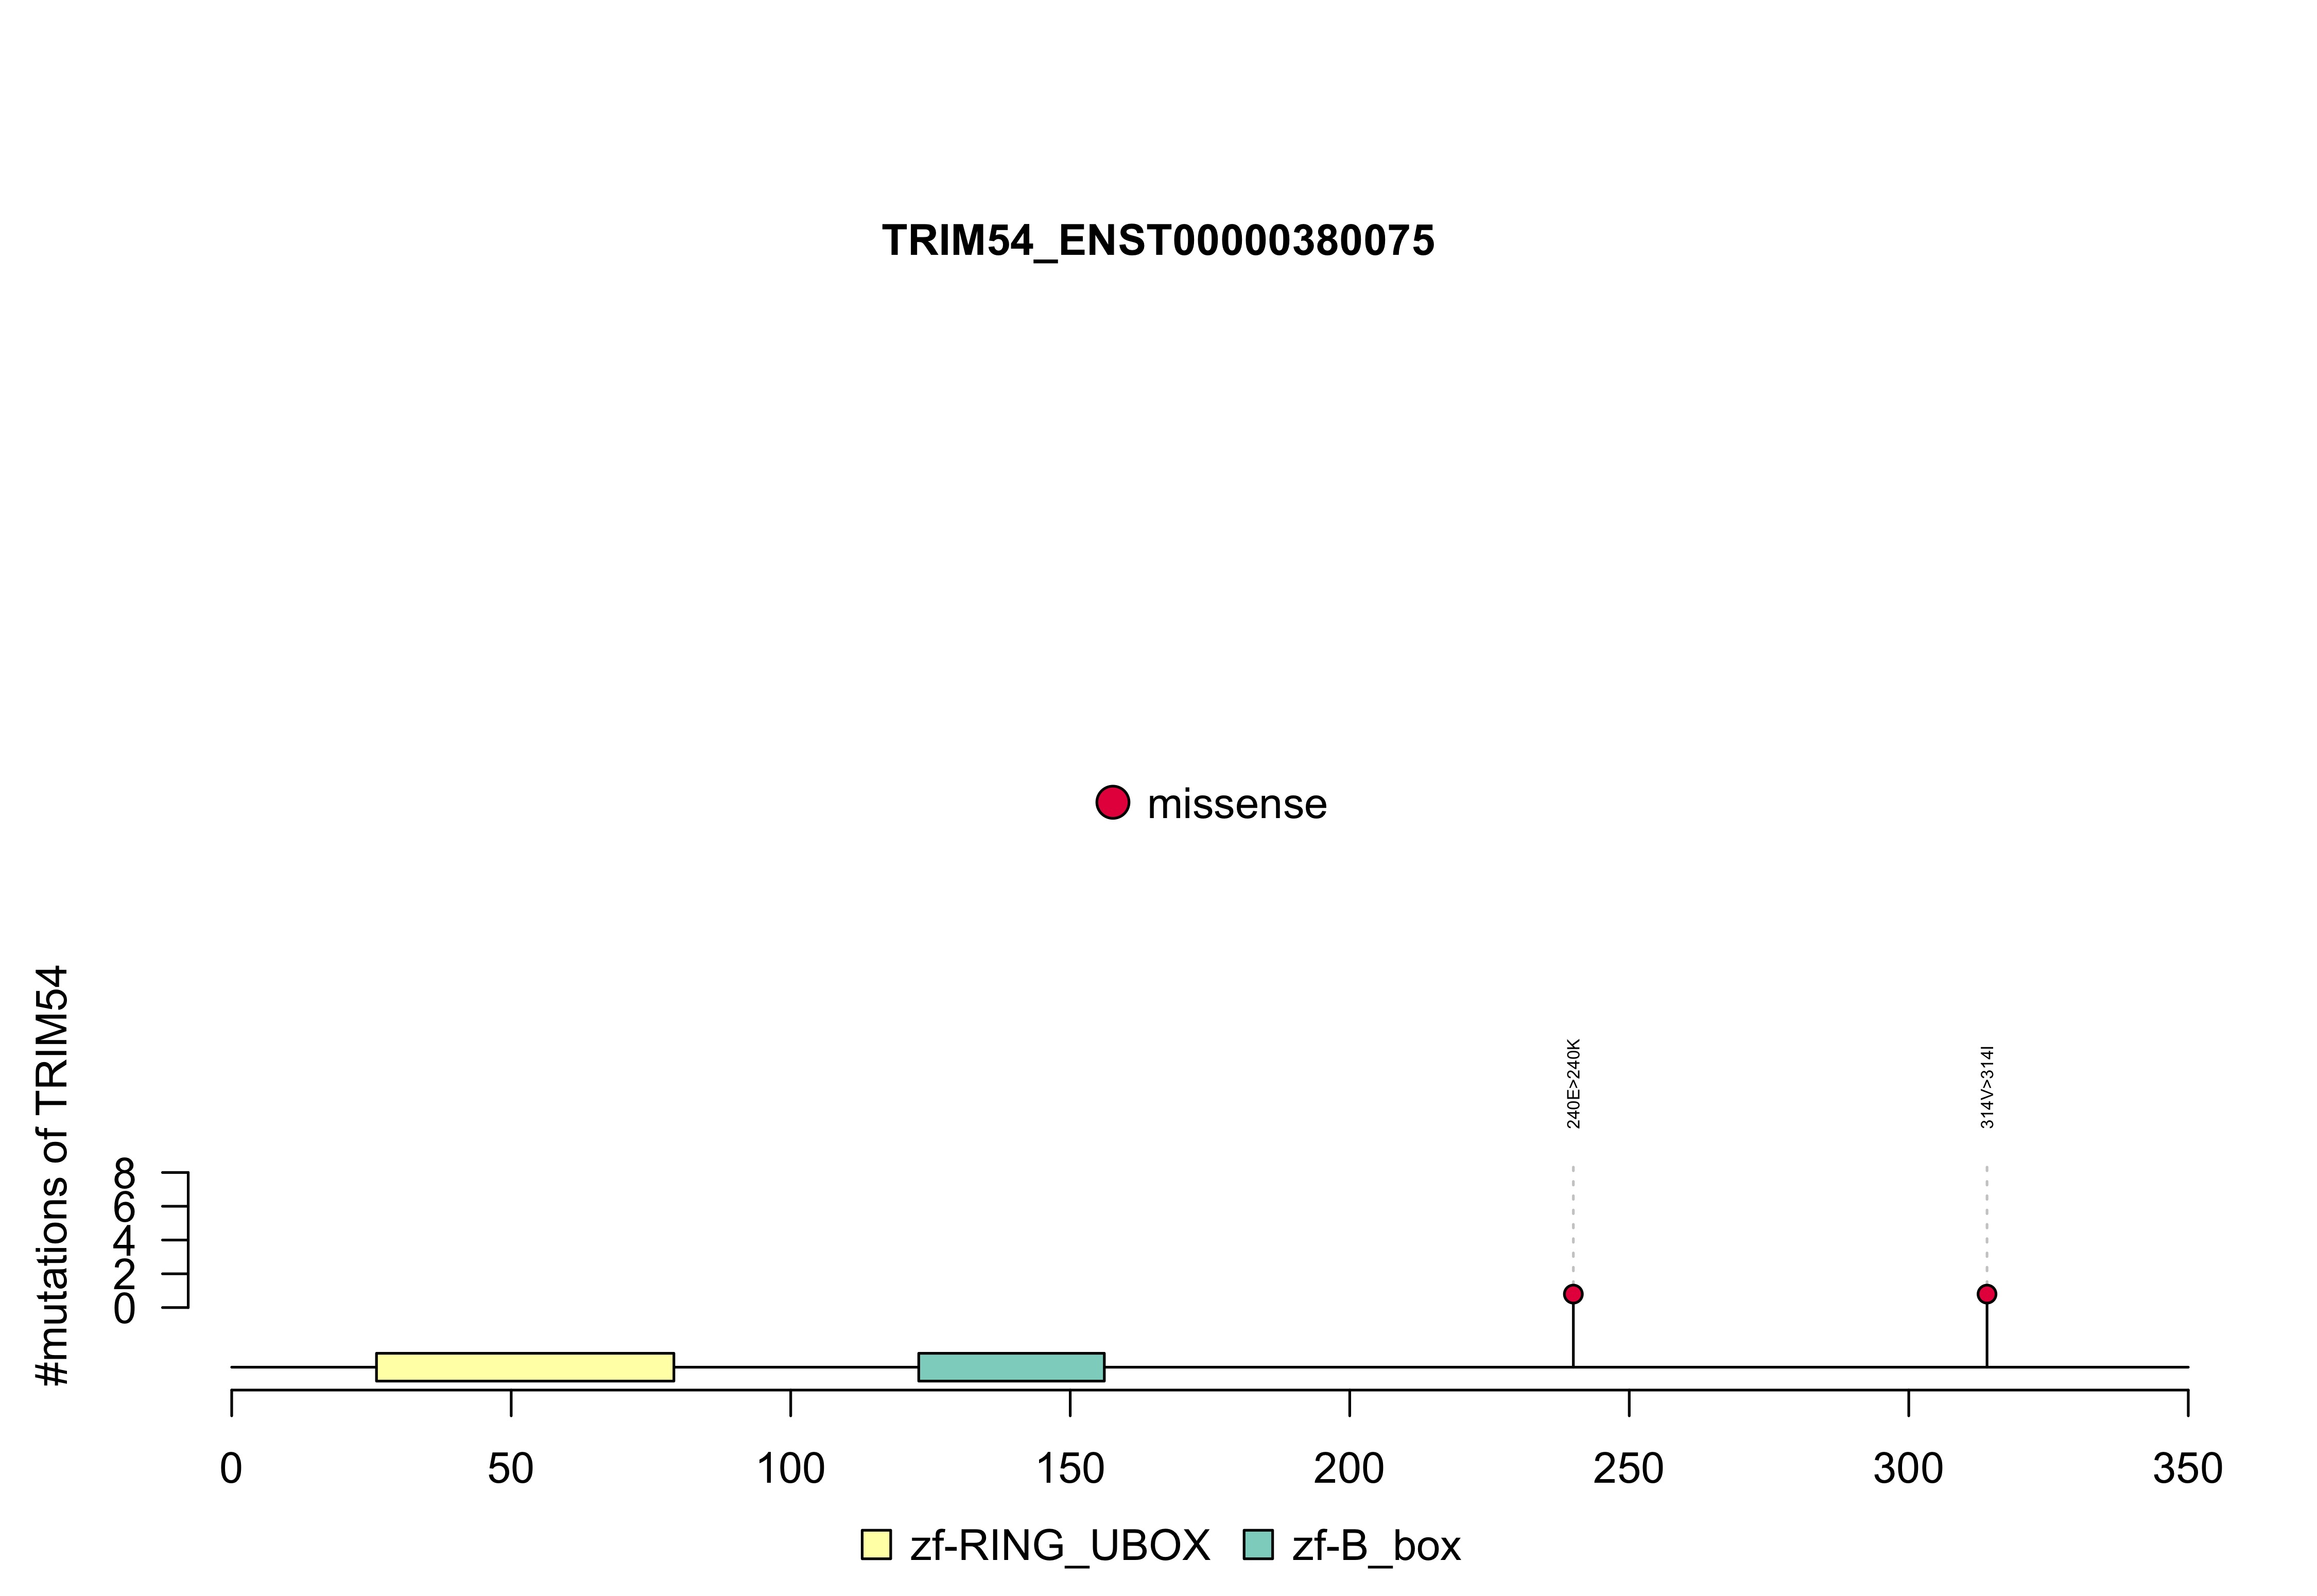 TRIM54_ENST00000380075
missense
#mutations of TRIM54
240E>240K
314V>314I
8
6
4
2
0
0 50 100 150 200 250 300 350
zf-RING_UBOX zf-B_box